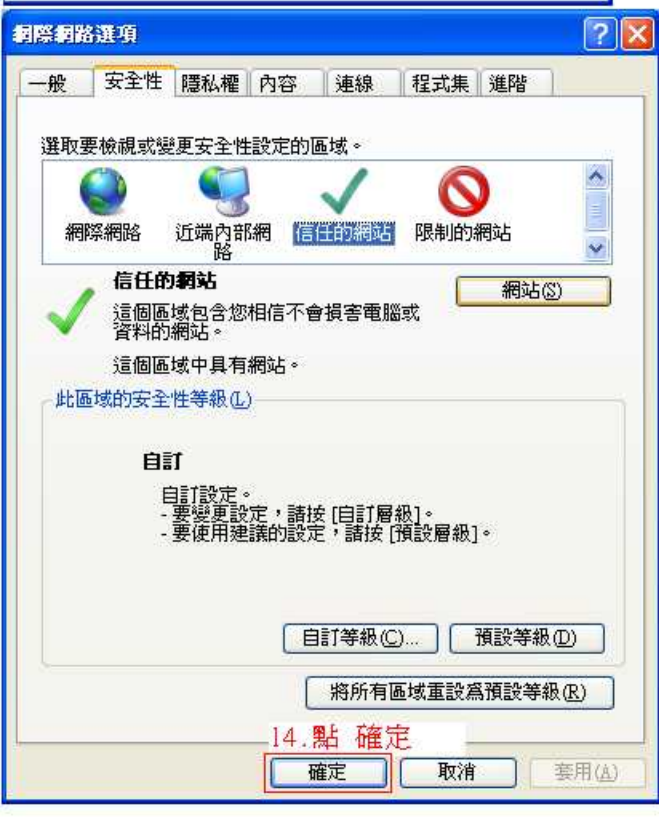 網際網路選項
一般 安全性 隱私權 內容 連線 程式集 進階
選取要檢視或變更安全性設定的區域。
網際網路 近端內部網路 信任的網站 限制的網站
信任的網站
網站(S)
這個區域包含您相信不會損害電腦或
資料的網站。
這個區域中具有網站。
此區域的安全性等級(L)
自訂
自訂設定。
- 要變更設定，請按 [自訂層級]。
- 要使用建議的設定，請按 [預設層級]。
自訂等級(C)... 預設等級(D)
將所有區域重設為預設等級(R)
14.點 確定
確定 取消 套用(A)